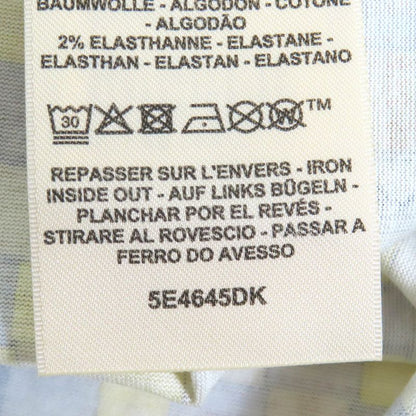 BAUMWOLLE - ALGODON - COTONE
- ALGODÃO
2% ELASTHANNE - ELASTANE -
ELASTHAN - ELASTAN - ELASTANO
30 TM
REPASSER SUR L'ENVERS - IRON
INSIDE OUT - AUF LINKS BÜGELN -
PLANCHAR POR EL REVÉS -
STIRARE AL ROVESCIO - PASSAR A
FERRO DO AVESSO
5E4645DK